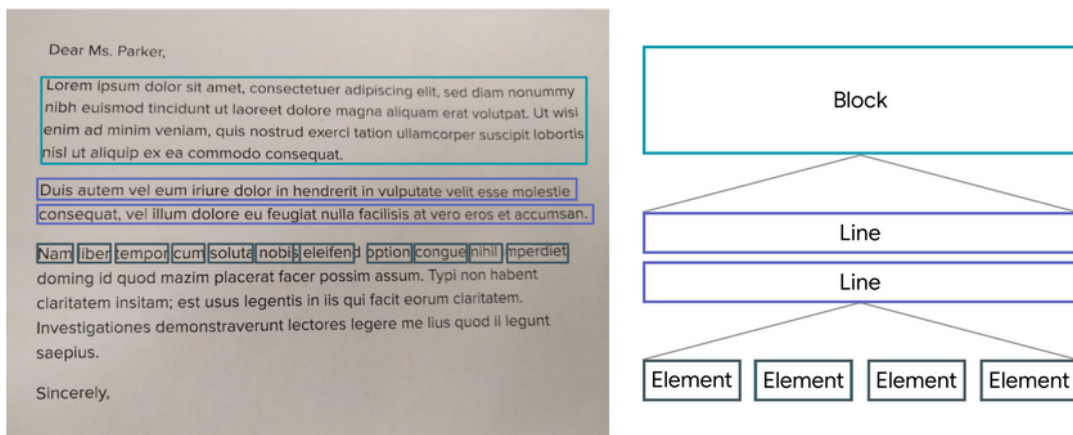 Dear Ms. Parker,
Lorem ipsum dolor sit amet, consectetuer adipiscing elit, sed diam nonummy
nibh euismod tincidunt ut laoreet dolore magna aliquam erat volutpat. Ut wisi
enim ad minim veniam, quis nostrud exerci tation ullamcorper suscipit lobortis
nisl ut aliquip ex ea commodo consequat.
Duis autem vel eum iriure dolor in hendrerit in vulputate velit esse molestie
consequat, vel illum dolore eu feugiat nulla facilisis at vero eros et accumsan.
Nam liber tempor cum soluta nobis eleifend option congue nihil imperdiet
doming id quod mazim placerat facer possim assum. Typi non habent
claritatem insitam; est usus legentis in iis qui facit eorum claritatem.
Investigationes demonstraverunt lectores legere me lius quod ii legunt
saepius.
Sincerely,
Block
Line
Line
Element Element Element Element